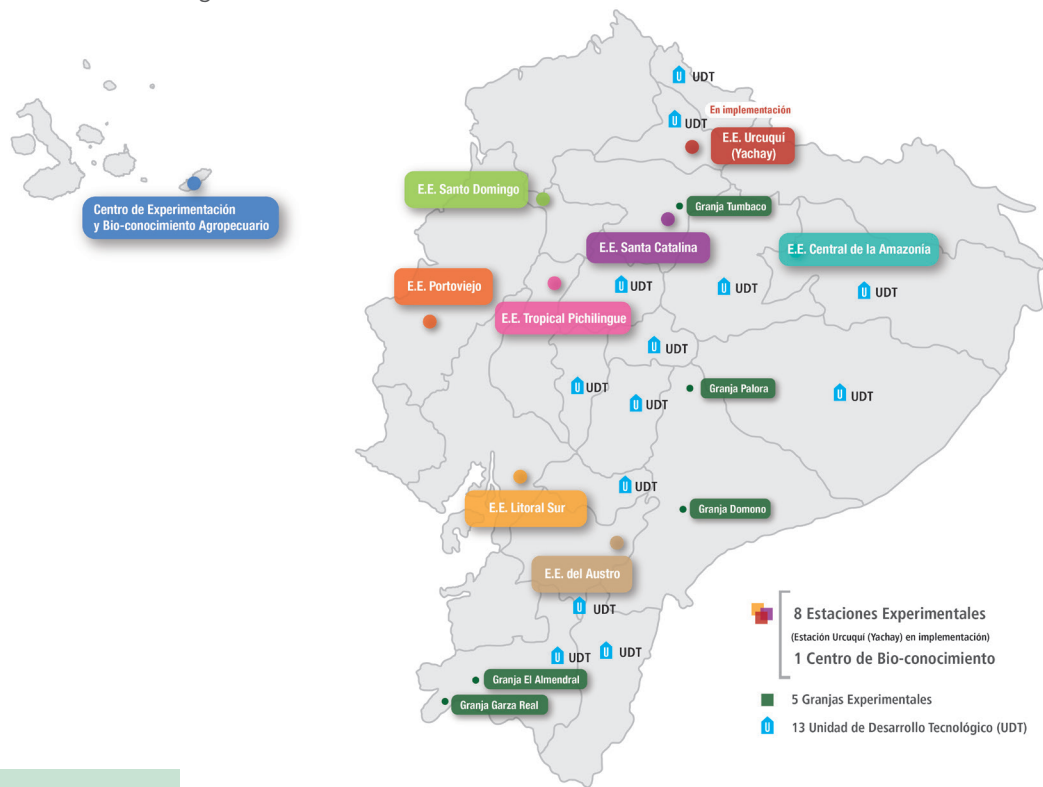 UDT
En implementación
UDT
E.E. Urcuquí
(Yachay)
E.E. Santo Domingo
Centro de Experimentación
y Bio-conocimiento Agropecuario
Granja Tumbaco
E.E. Santa Catalina
E.E. Central de la Amazonía
E.E. Portoviejo
UDT
UDT
UDT
E.E. Tropical Pichilingue
UDT
UDT
UDT
Granja Palora
UDT
UDT
E.E. Litoral Sur
Granja Domono
E.E. del Austro
UDT
UDT
UDT
Granja El Almendral
Granja Garza Real
8 Estaciones Experimentales
(Estación Urcuquí (Yachay) en implementación)
1 Centro de Bio-conocimiento
5 Granjas Experimentales
13 Unidad de Desarrollo Tecnológico (UDT)